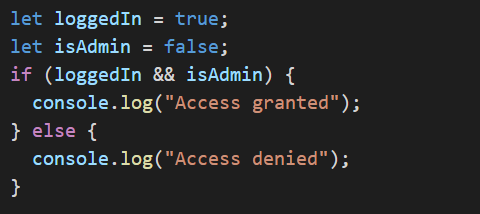 let loggedIn = true;
let isAdmin = false;
if (loggedIn && isAdmin) {
  console.log("Access granted");
} else {
  console.log("Access denied");
}